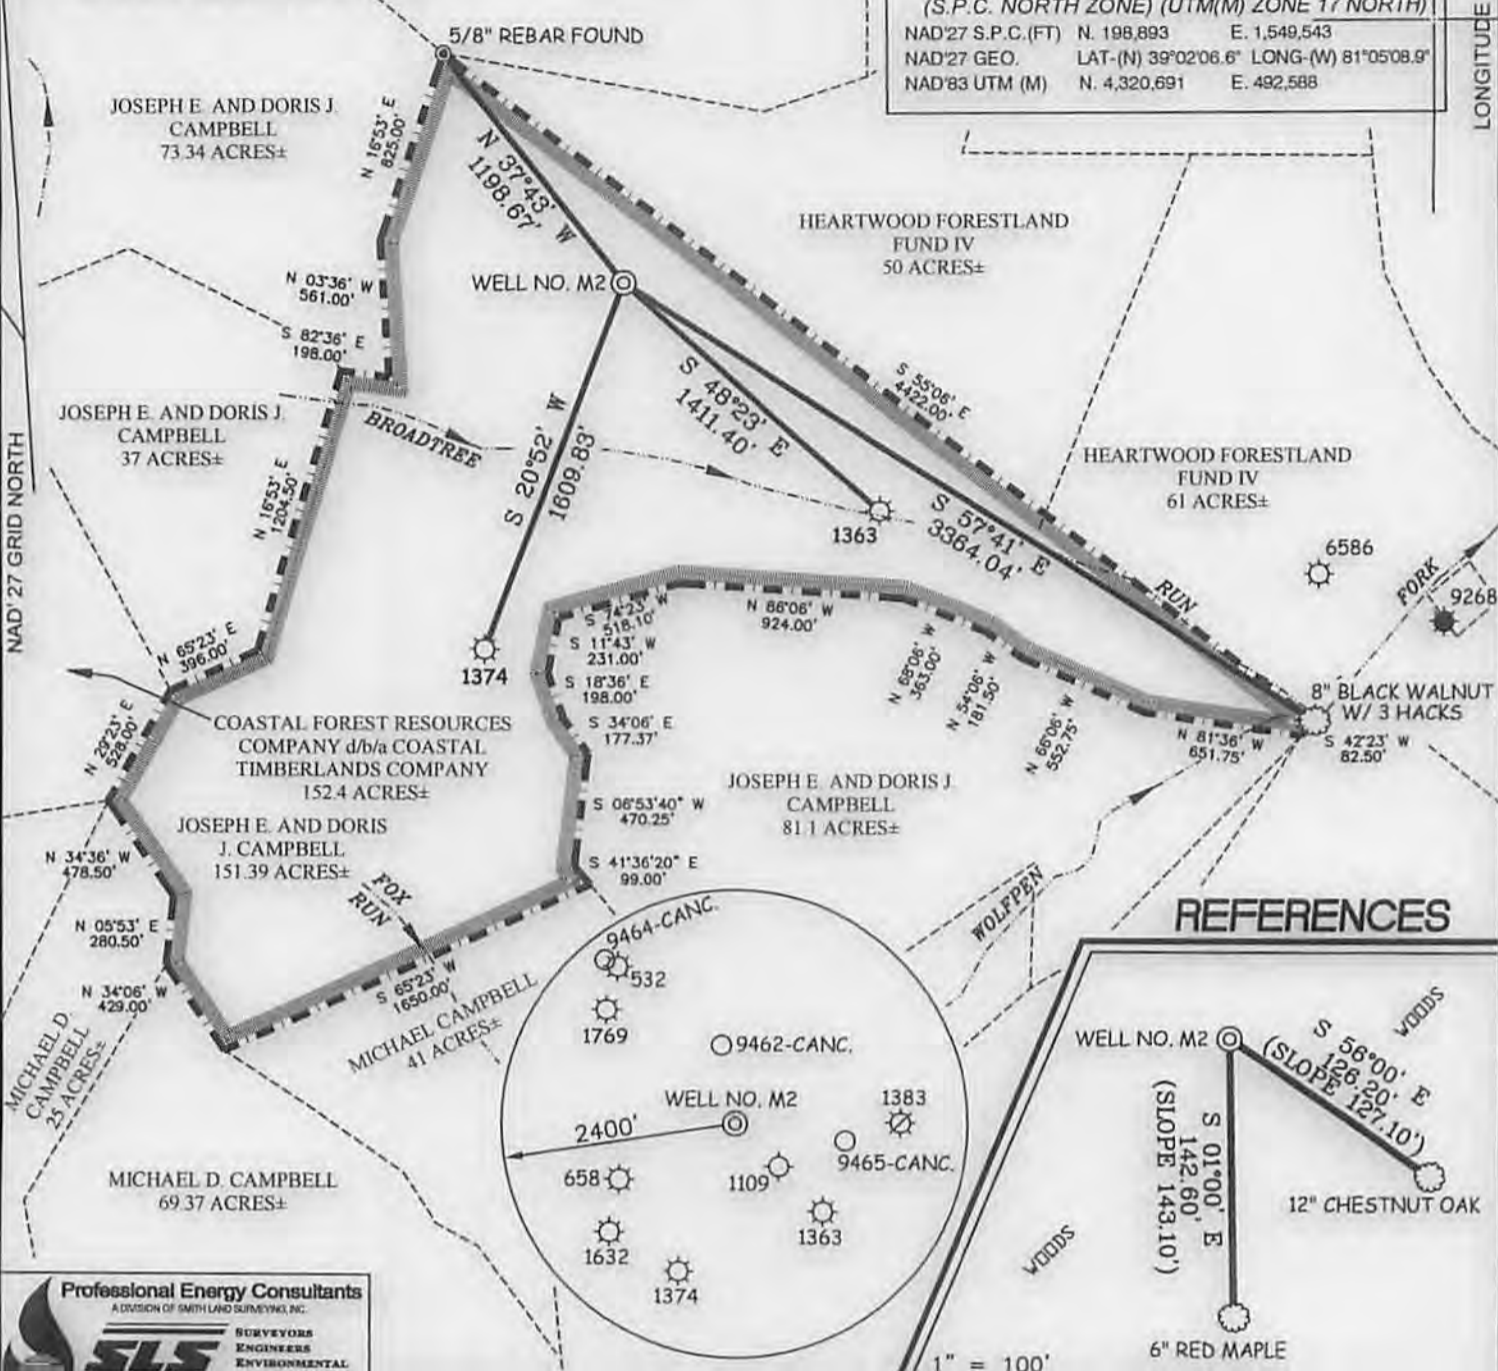 (S.P.C. NORTH ZONE) (UTM(M) ZONE 17 NORTH)
NAD'27 S.P.C.(FT) N. 198,893 E. 1,549,543
NAD'27 GEO. LAT-(N) 39°02'06.6" LONG-(W) 81°05'08.9"
NAD'83 UTM (M) N. 4,320,691 E. 492,588
LONGITUDE
5/8" REBAR FOUND
JOSEPH E. AND DORIS J.
CAMPBELL
73.34 ACRES±
N 16°53' E
825.00'
N 37°43' W
1198.67'
HEARTWOOD FORESTLAND
FUND IV
50 ACRES±
WELL NO. M2
N 03°36' W
561.00'
S 82°36' E
198.00'
S 55°06' E
4422.00'
S 48°23' E
1411.40'
JOSEPH E. AND DORIS J.
CAMPBELL
37 ACRES±
BROADTREE
S 20°52' W
1609.83'
HEARTWOOD FORESTLAND
FUND IV
61 ACRES±
NAD'27 GRID NORTH
N 16°53' E
1204.50'
1363
S 57°41' E
3364.04'
RUN
6586
FORK
9268
N 65°23' E
396.00'
1374
S 74°23' W
518.10'
S 11°43' W
231.00'
S 18°36' E
198.00'
S 34°06' E
177.37'
N 86°06' W
924.00'
N 68°06' W
363.00'
N 54°06' W
181.50'
N 66°06' W
552.75'
N 81°36' W
651.75'
8" BLACK WALNUT
W/ 3 HACKS
S 42°23' W
82.50'
N 29°23' E
528.00'
COASTAL FOREST RESOURCES
COMPANY d/b/a COASTAL
TIMBERLANDS COMPANY
152.4 ACRES±
JOSEPH E. AND DORIS J.
CAMPBELL
81.1 ACRES±
S 06°53'40" W
470.25'
JOSEPH E. AND DORIS
J. CAMPBELL
151.39 ACRES±
N 34°36' W
478.50'
S 41°36'20" E
99.00'
FOX
RUN
WOLFPEN
N 05°53' E
280.50'
S 65°23' W
1650.00'
N 34°06' W
429.00'
MICHAEL CAMPBELL
41 ACRES±
MICHAEL D.
CAMPBELL
25 ACRES±
MICHAEL D. CAMPBELL
69.37 ACRES±
9464-CANC.
532
1769
9462-CANC.
WELL NO. M2
2400'
1383
9465-CANC.
658
1109
1632
1363
1374
REFERENCES
WOODS
WELL NO. M2
S 56°00' E
126.20'
(SLOPE 127.10')
S 01°00' E
142.60'
(SLOPE 143.10')
12" CHESTNUT OAK
WOODS
6" RED MAPLE
1" = 100'
Professional Energy Consultants
A DIVISION OF SMITH LAND SURVEYING, INC.
SLS
SURVEYORS
ENGINEERS
ENVIRONMENTAL